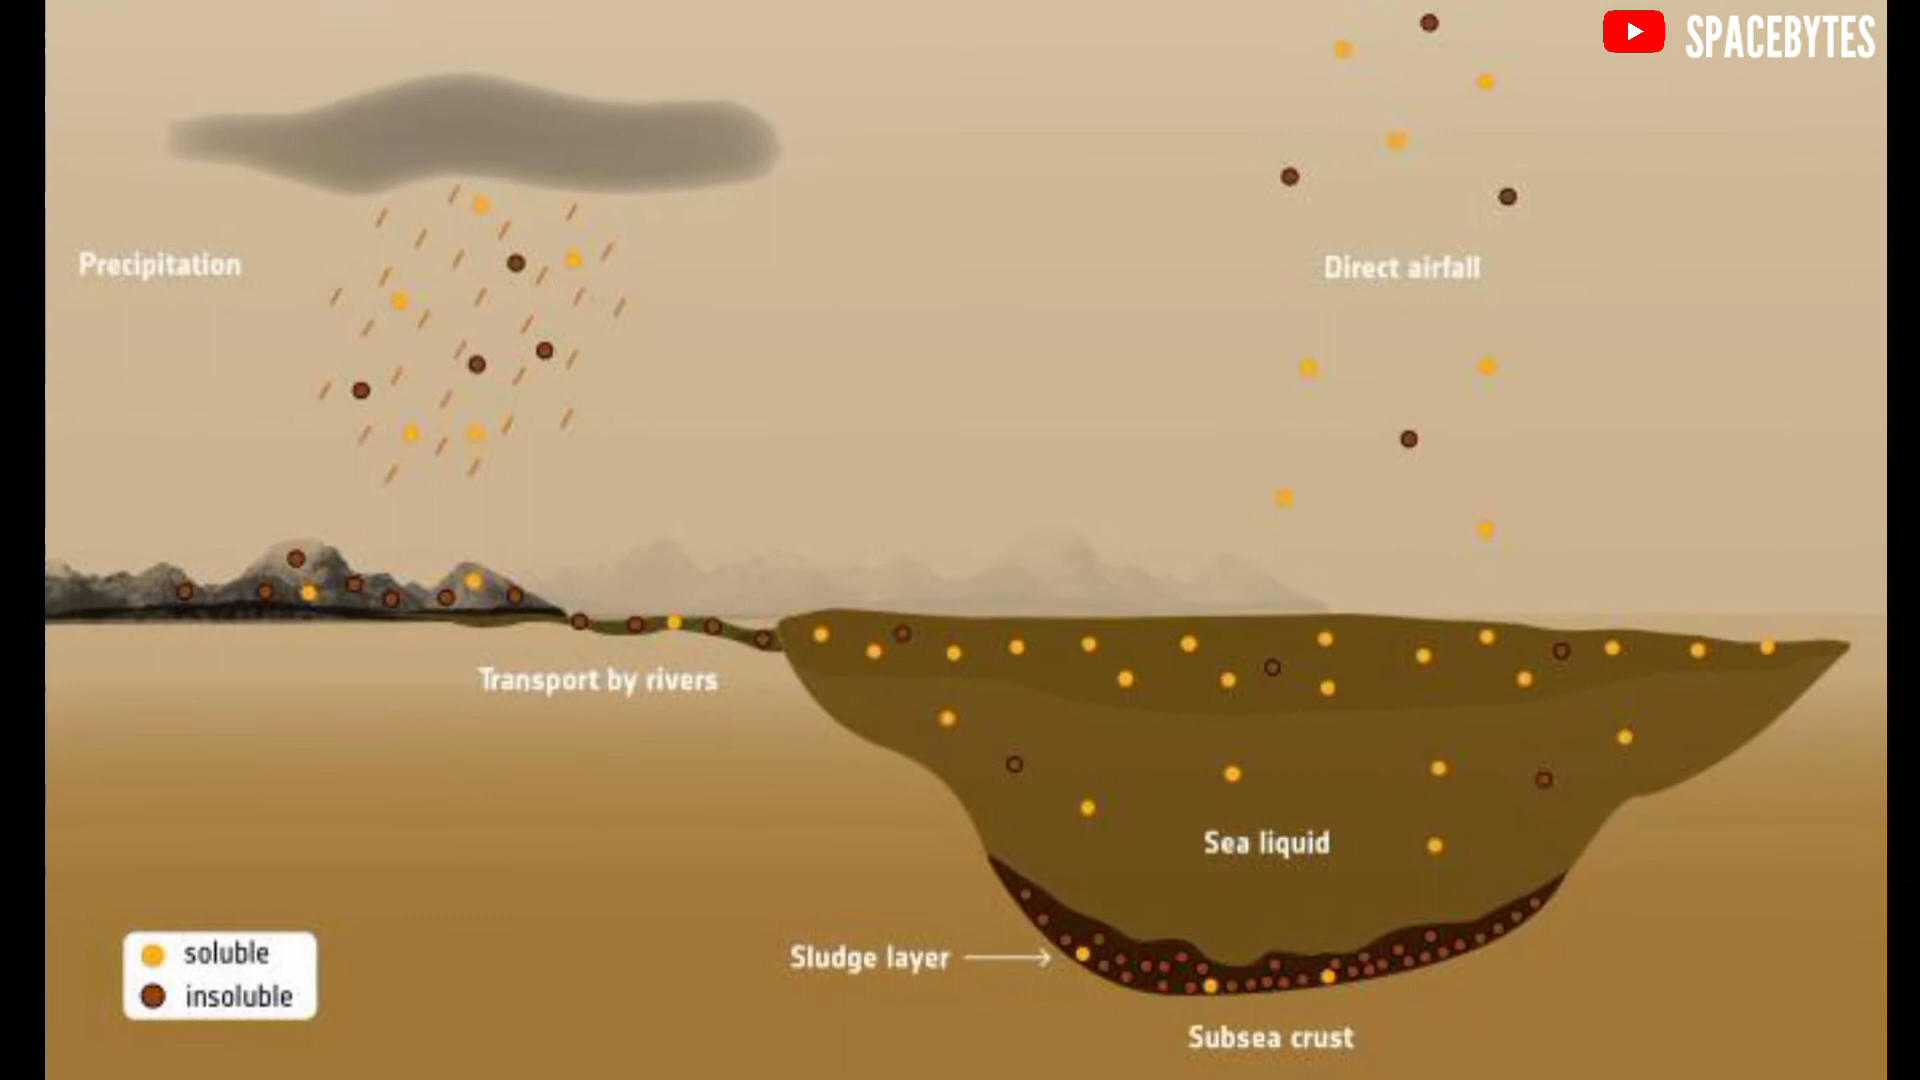 SPACEBYTES
Precipitation
Direct airfall
Transport by rivers
Sea liquid
Sludge layer
Subsea crust
soluble
insoluble